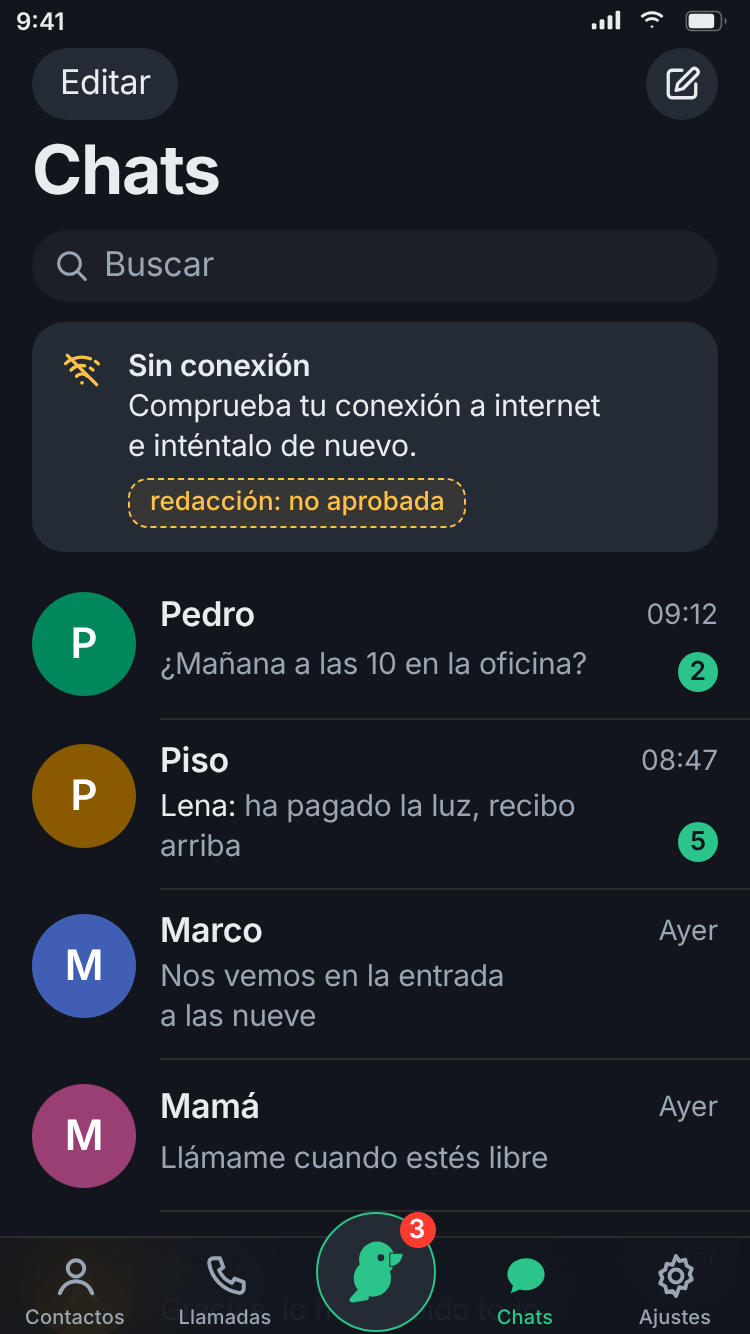 9:41
Editar
Chats
Buscar
Sin conexión
Comprueba tu conexión a internet
e inténtalo de nuevo.
redacción: no aprobada
P
Pedro
09:12
¿Mañana a las 10 en la oficina?
2
P
Piso
08:47
Lena: ha pagado la luz, recibo
arriba
5
M
Marco
Ayer
Nos vemos en la entrada
a las nueve
M
Mamá
Ayer
Llámame cuando estés libre
3
Gracias, lo
Contactos
Llamadas
Chats
Ajustes